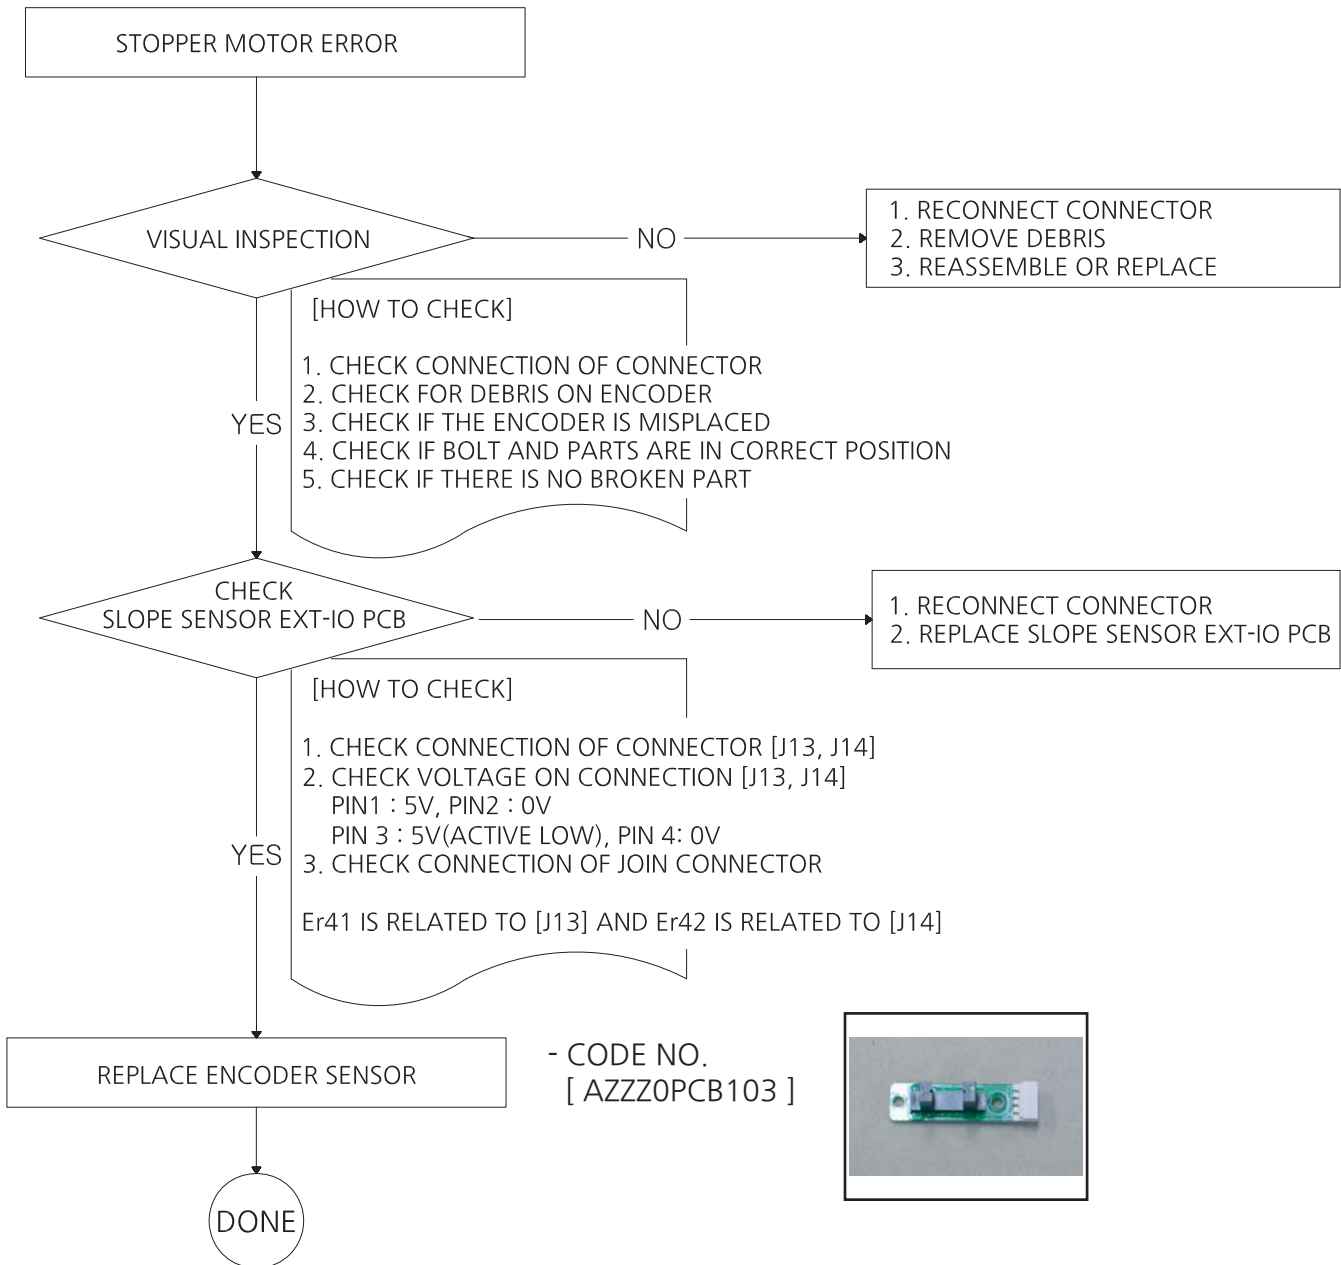 STOPPER MOTOR ERROR
VISUAL INSPECTION
NO
1. RECONNECT CONNECTOR
2. REMOVE DEBRIS
3. REASSEMBLE OR REPLACE
[HOW TO CHECK]
1. CHECK CONNECTION OF CONNECTOR
2. CHECK FOR DEBRIS ON ENCODER
3. CHECK IF THE ENCODER IS MISPLACED
4. CHECK IF BOLT AND PARTS ARE IN CORRECT POSITION
5. CHECK IF THERE IS NO BROKEN PART
YES
CHECK
SLOPE SENSOR EXT-IO PCB
NO
1. RECONNECT CONNECTOR
2. REPLACE SLOPE SENSOR EXT-IO PCB
[HOW TO CHECK]
1. CHECK CONNECTION OF CONNECTOR [J13, J14]
2. CHECK VOLTAGE ON CONNECTION [J13, J14]
PIN1 : 5V, PIN2 : 0V
PIN 3 : 5V(ACTIVE LOW), PIN 4: 0V
3. CHECK CONNECTION OF JOIN CONNECTOR
Er41 IS RELATED TO [J13] AND Er42 IS RELATED TO [J14]
YES
REPLACE ENCODER SENSOR
- CODE NO.
[ AZZZ0PCB103 ]
DONE